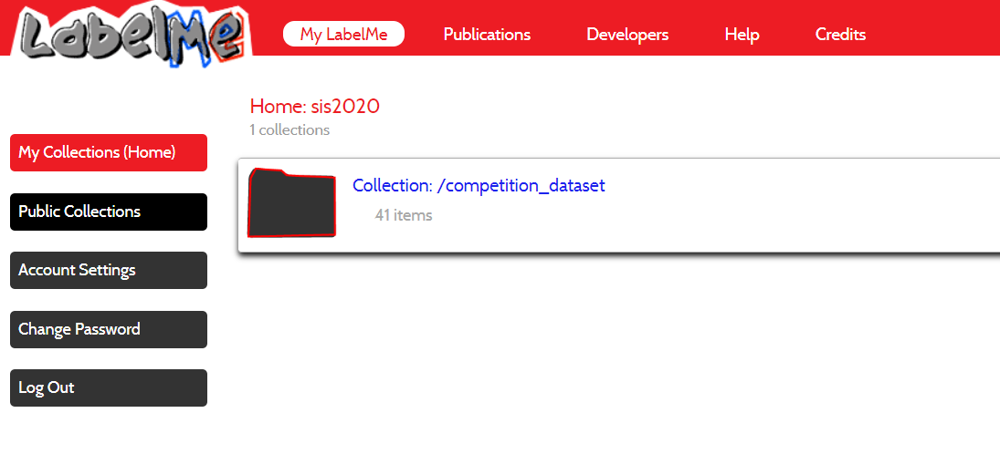 LabelMe
My LabelMe Publications Developers Help Credits
Home: sis2020
1 collections
My Collections (Home)
Public Collections
Account Settings
Change Password
Log Out
Collection: /competition_dataset
41 items